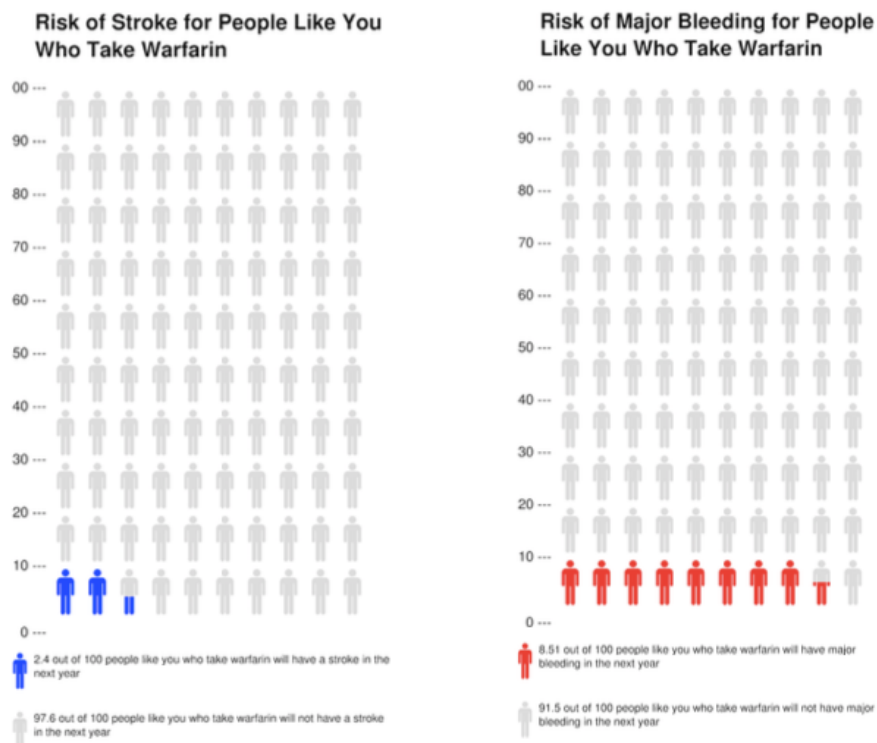 Risk of Stroke for People Like You
Who Take Warfarin
00 ---
90 ---
80 ---
70 ---
60 ---
50 ---
40 ---
30 ---
20 ---
10 ---
0 ---
2.4 out of 100 people like you who take warfarin will have a stroke in the
next year
97.6 out of 100 people like you who take warfarin will not have a stroke
in the next year
Risk of Major Bleeding for People
Like You Who Take Warfarin
00 ---
90 ---
80 ---
70 ---
60 ---
50 ---
40 ---
30 ---
20 ---
10 ---
0 ---
8.51 out of 100 people like you who take warfarin will have major
bleeding in the next year
91.5 out of 100 people like you who take warfarin will not have major
bleeding in the next year